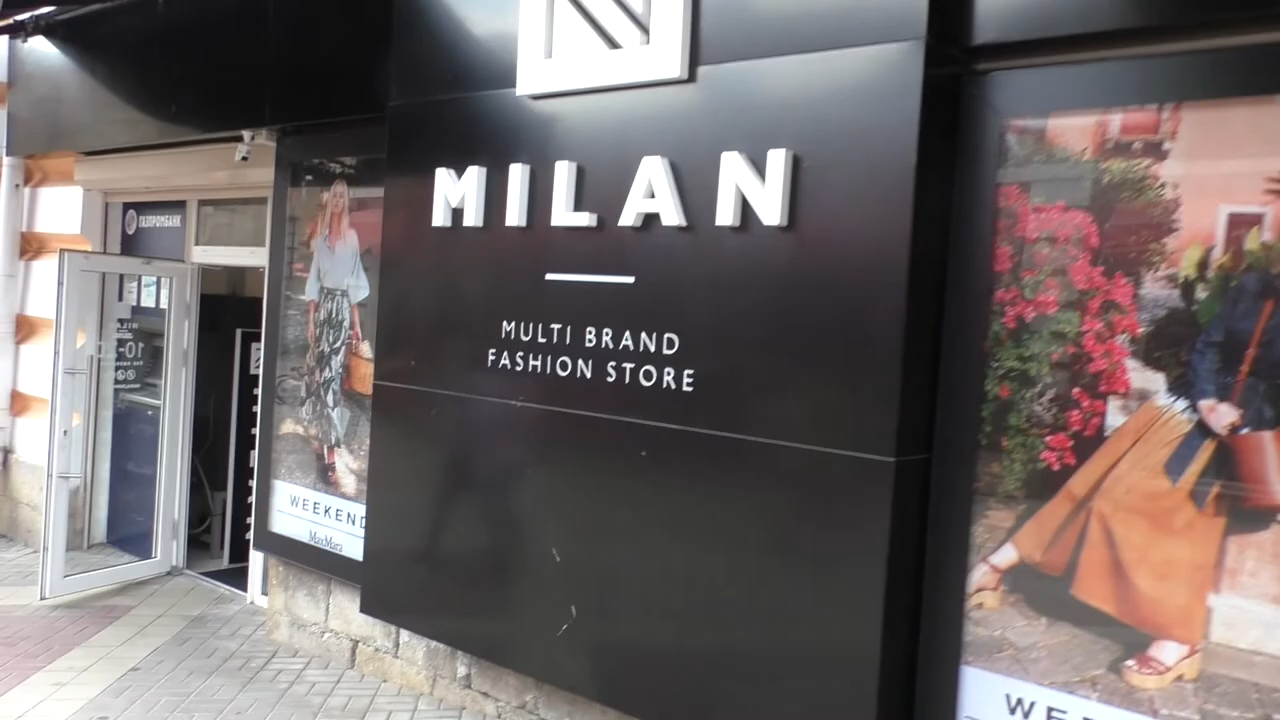 MILAN
MULTI BRAND
FASHION STORE
ГАЗПРОМБАНК
WEEKEND
MaxMara